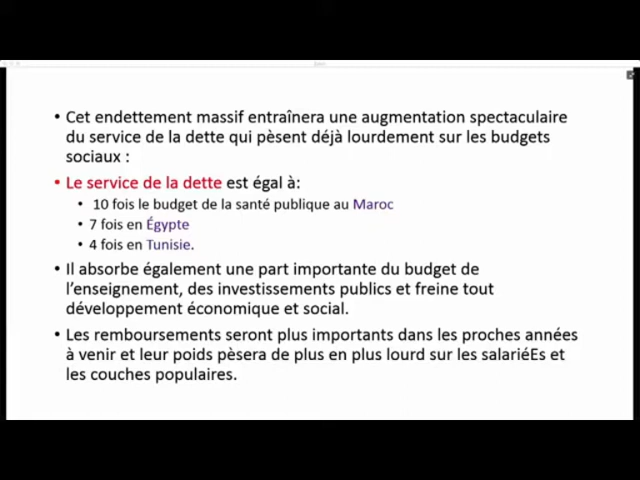 • Cet endettement massif entraînera une augmentation spectaculaire
du service de la dette qui pèsent déjà lourdement sur les budgets
sociaux :
• Le service de la dette est égal à:
• 10 fois le budget de la santé publique au Maroc
• 7 fois en Égypte
• 4 fois en Tunisie.
• Il absorbe également une part importante du budget de
l’enseignement, des investissements publics et freine tout
développement économique et social.
• Les remboursements seront plus importants dans les proches années
à venir et leur poids pèsera de plus en plus lourd sur les salariéEs et
les couches populaires.